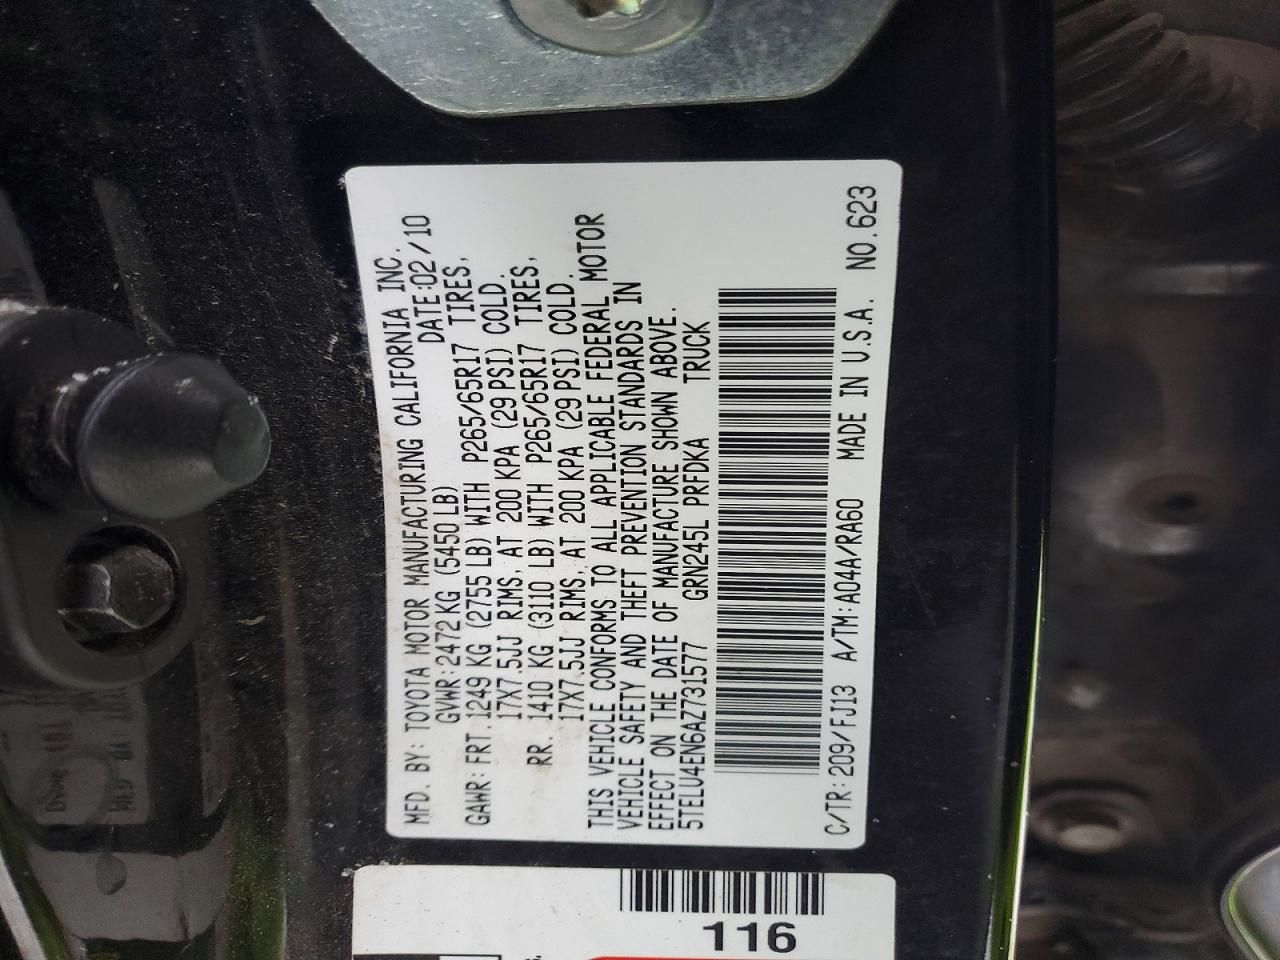 MFD. BY: TOYOTA MOTOR MANUFACTURING CALIFORNIA INC.
GVWR: 2472 KG (5450 LB) DATE: 02/10
GAWR: FRT. 1249 KG (2755 LB) WITH P265/65R17 TIRES,
17X7.5JJ RIMS, AT 200 KPA (29 PSI) COLD.
RR. 1410 KG (3110 LB) WITH P265/65R17 TIRES,
17X7.5JJ RIMS, AT 200 KPA (29 PSI) COLD.
THIS VEHICLE CONFORMS TO ALL APPLICABLE FEDERAL MOTOR
VEHICLE SAFETY AND THEFT PREVENTION STANDARDS IN
EFFECT ON THE DATE OF MANUFACTURE SHOWN ABOVE.
5TELU4EN6AZ731577 GRN245L PRFDKA TRUCK
C/TR: 209/FJ13 A/TM: A04A/RA60 MADE IN U.S.A. NO. 623
116